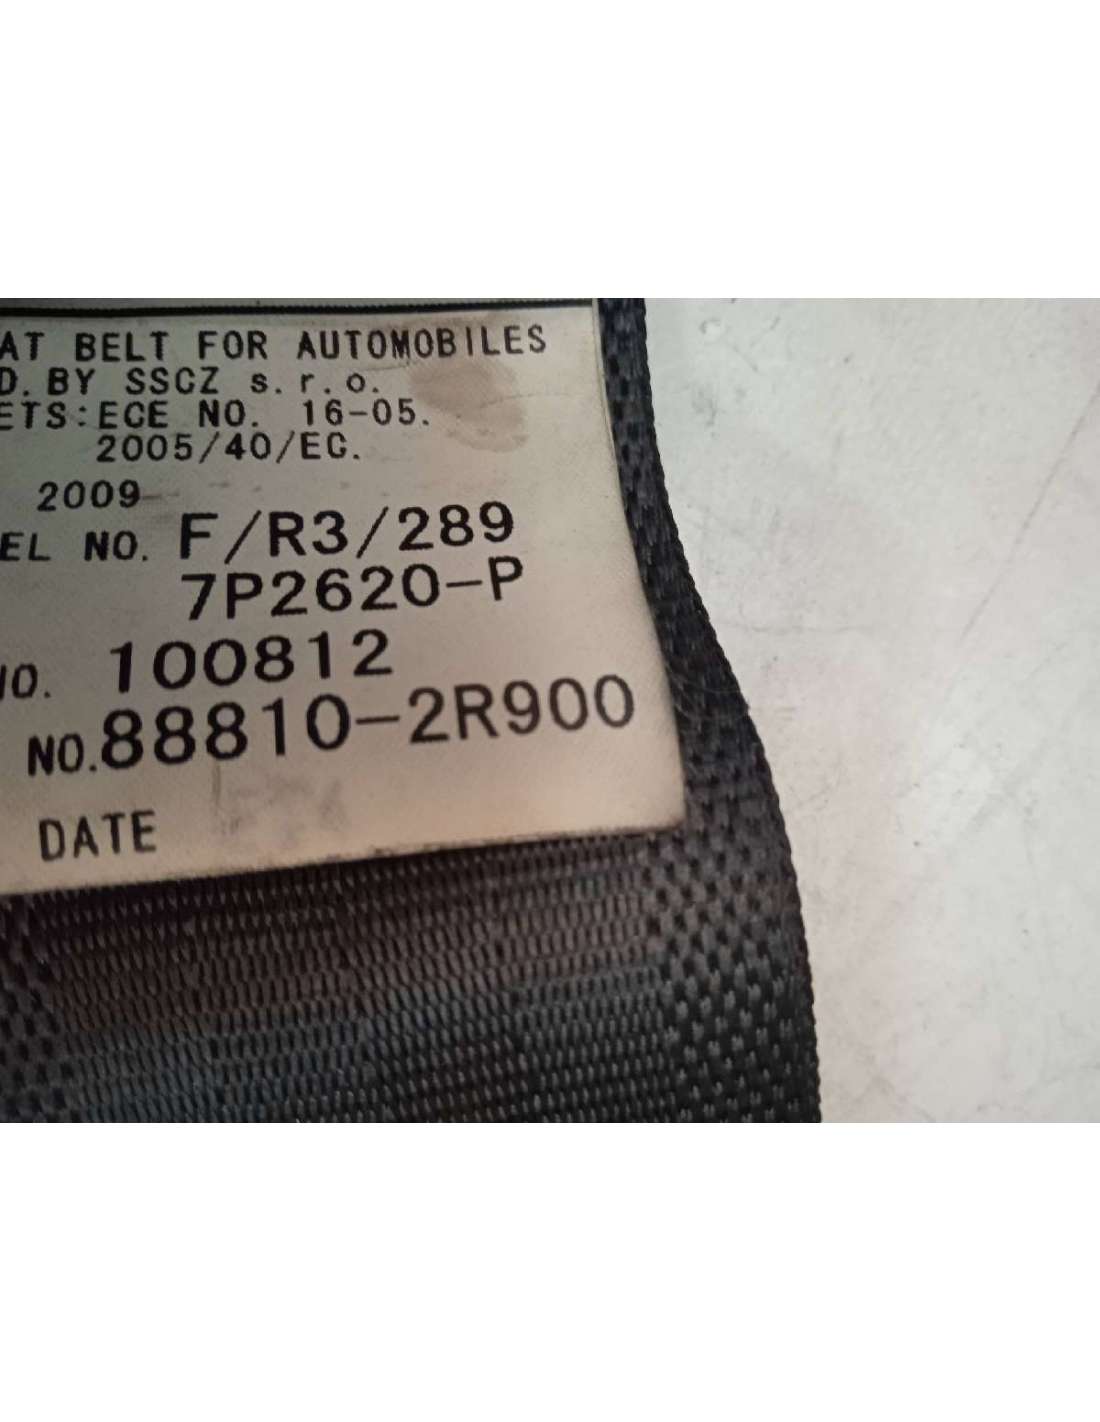 AT BELT FOR AUTOMOBILES
D. BY SSCZ s.r.o.
ETS:ECE NO. 16-05.
2005/40/EC.
2009
EL NO. F/R3/289
7P2620-P
NO. 100812
NO.88810-2R900
DATE